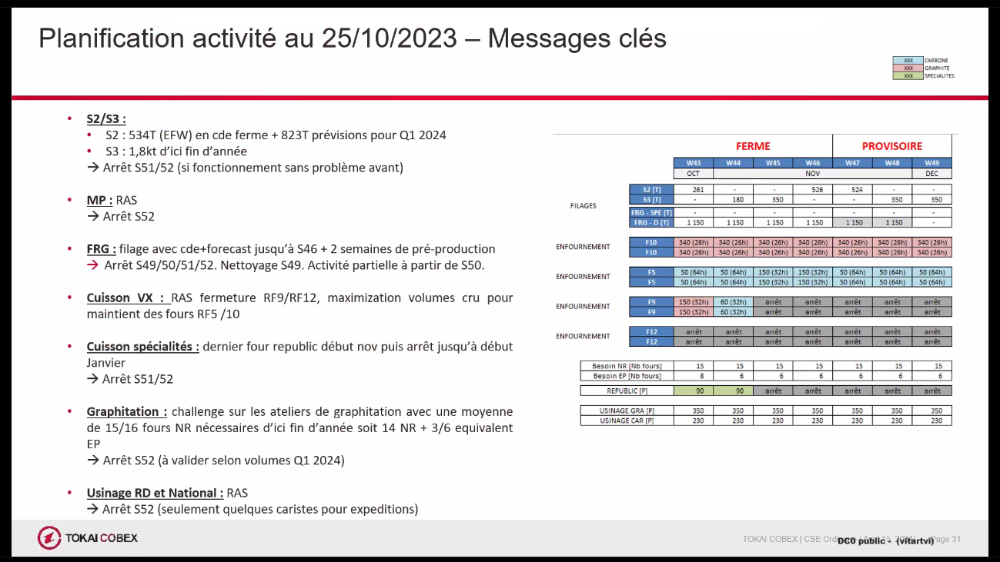 Planification activité au 25/10/2023 – Messages clés
XXX CARBONE
XXX GRAPHITE
XXX SPECIALITES
• S2/S3 :
• S2 : 534T (EFW) en cde ferme + 823T prévisions pour Q1 2024
• S3 : 1,8kt d'ici fin d'année
→ Arrêt S51/52 (si fonctionnement sans problème avant)
• MP : RAS
→ Arrêt S52
• FRG : filage avec cde+forecast jusqu'à S46 + 2 semaines de pré-production
→ Arrêt S49/50/51/52. Nettoyage S49. Activité partielle à partir de S50.
• Cuisson VX : RAS fermeture RF9/RF12, maximization volumes cru pour
maintient des fours RF5 /10
• Cuisson spécialités : dernier four republic début nov puis arrêt jusqu'à début
Janvier
→ Arrêt S51/52
• Graphitation : challenge sur les ateliers de graphitation avec une moyenne
de 15/16 fours NR nécessaires d'ici fin d'année soit 14 NR + 3/6 equivalent
EP
→ Arrêt S52 (à valider selon volumes Q1 2024)
• Usinage RD et National : RAS
→ Arrêt S52 (seulement quelques caristes pour expeditions)
FERME PROVISOIRE
W43 W44 W45 W46 W47 W48 W49
OCT NOV DEC
FILAGES
S2 [T] 261 - - 526 524 - -
S3 [T] - 180 350 - - 350 350
FRG - SPE [T] - - - - - - -
FRG - D [T] 1 150 1 150 1 150 1 150 1 150 1 150 -
ENFOURNEMENT
F10 340 (26h) 340 (26h) 340 (26h) 340 (26h) 340 (26h) 340 (26h) 340 (26h)
F10 340 (26h) 340 (26h) 340 (26h) 340 (26h) 340 (26h) 340 (26h) 340 (26h)
ENFOURNEMENT
F5 50 (64h) 50 (64h) 150 (32h) 150 (32h) 50 (64h) 50 (64h) 50 (64h)
F5 50 (64h) 50 (64h) 150 (32h) 150 (32h) 50 (64h) 50 (64h) 50 (64h)
ENFOURNEMENT
F9 150 (32h) 60 (32h) arrêt arrêt arrêt arrêt arrêt
F9 150 (32h) 60 (32h) arrêt arrêt arrêt arrêt arrêt
ENFOURNEMENT
F12 arrêt arrêt arrêt arrêt arrêt arrêt arrêt
F12 arrêt arrêt arrêt arrêt arrêt arrêt arrêt
Besoin NR [Nb fours] 15 15 15 15 15 15 15
Besoin EP [Nb fours] 8 6 6 6 6 6 6
REPUBLIC [P] 90 90 arrêt arrêt arrêt arrêt arrêt
USINAGE GRA [P] 350 350 350 350 350 350 350
USINAGE CAR [P] 230 230 230 230 230 230 230
TOKAI COBEX
TOKAI COBEX | CSE Page 31
DC0 public - (vitartvi)